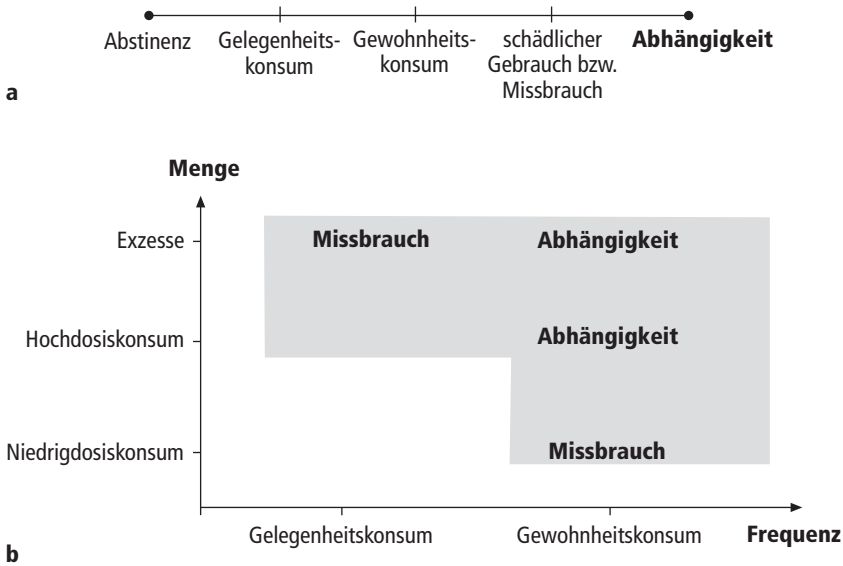 Abstinenz
Gelegenheits-
konsum
Gewohnheits-
konsum
schädlicher
Gebrauch bzw.
Missbrauch
Abhängigkeit
a
Menge
Exzesse
Missbrauch
Abhängigkeit
Hochdosiskonsum
Abhängigkeit
Niedrigdosiskonsum
Missbrauch
Gelegenheitskonsum
Gewohnheitskonsum
Frequenz
b